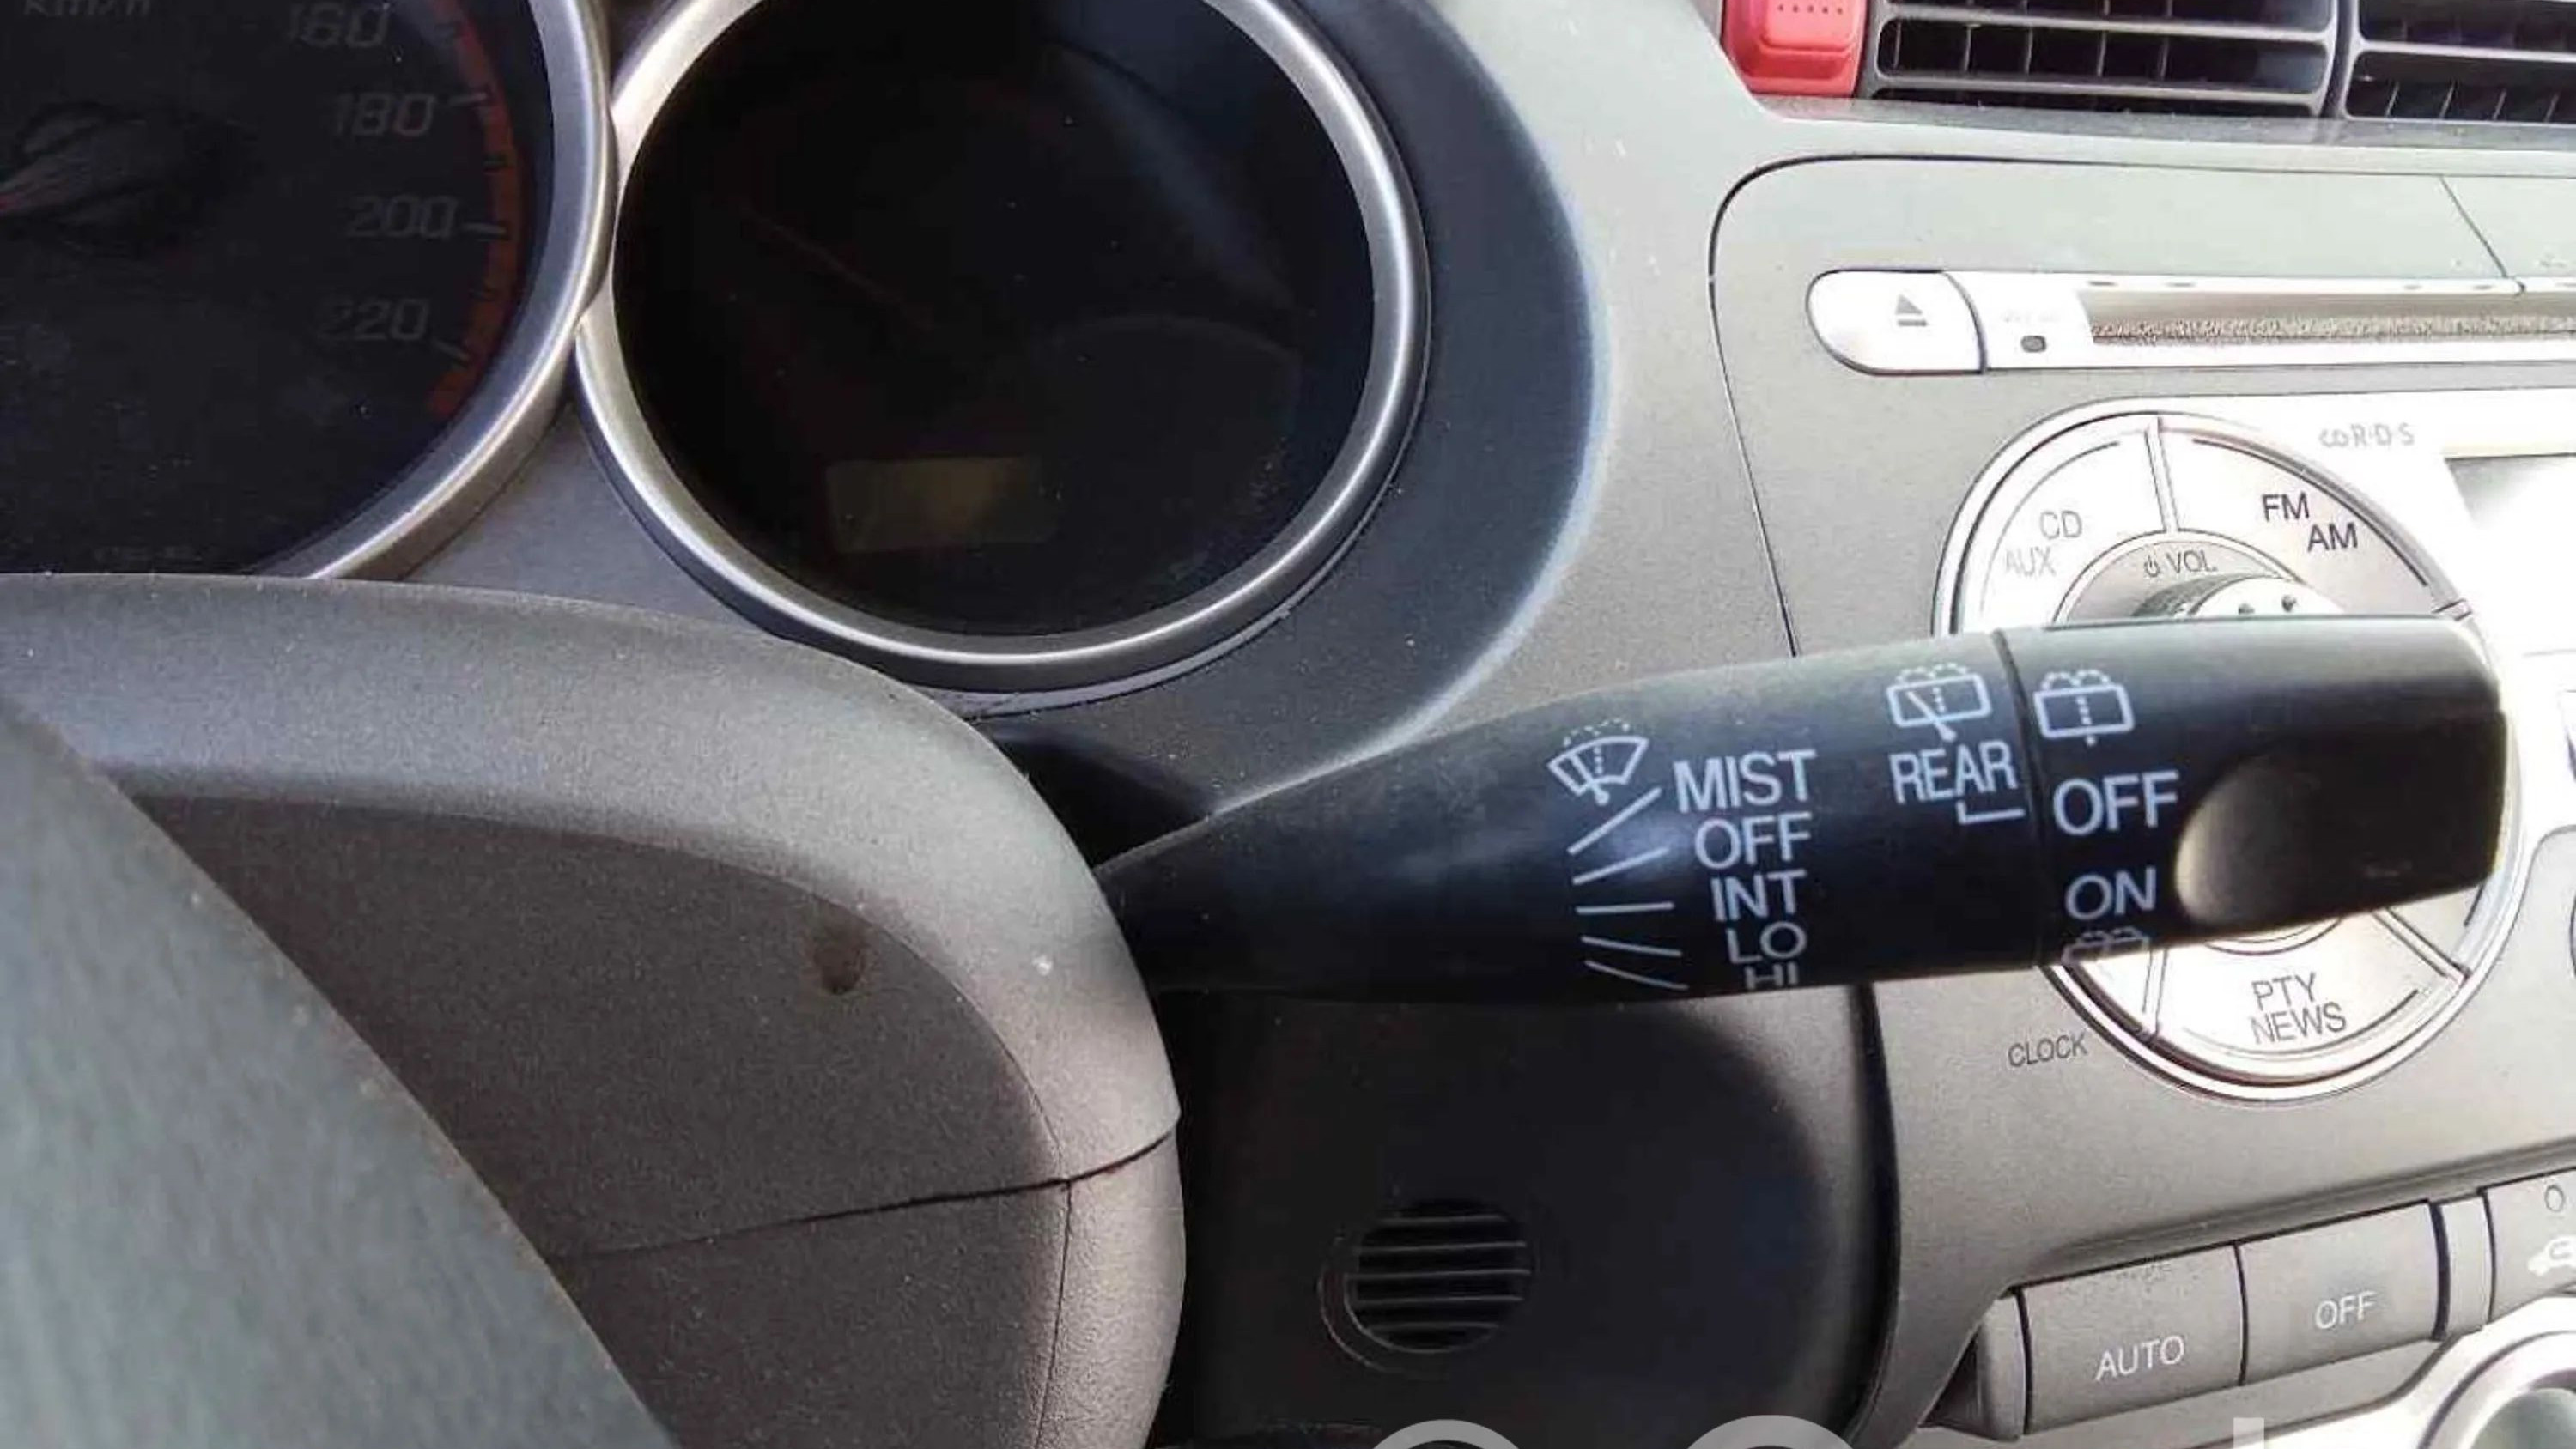 km/h
160
180
200
220
CD
AUX
VOL
FM
AM
R·D·S
MIST
OFF
INT
LO
HI
REAR
OFF
ON
PTY
NEWS
CLOCK
AUTO
OFF